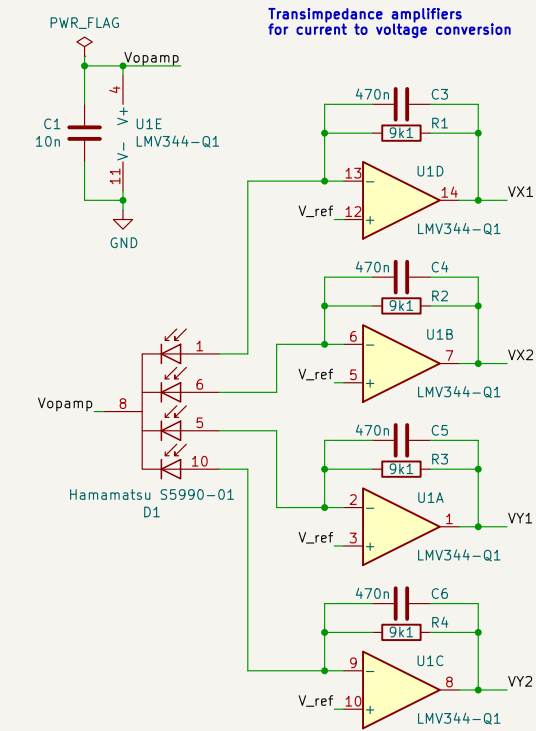 Transimpedance amplifiers
for current to voltage conversion
PWR_FLAG
Vopamp
4
V+
C1
10n
U1E
LMV344-Q1
V-
11
GND
470n C3
9k1 R1
13
U1D
−
14
VX1
V_ref 12
+
LMV344-Q1
470n C4
9k1 R2
6
U1B
−
7
VX2
V_ref 5
+
LMV344-Q1
1
6
Vopamp 8
5
10
Hamamatsu S5990-01
D1
470n C5
9k1 R3
2
U1A
−
1
VY1
V_ref 3
+
LMV344-Q1
470n C6
9k1 R4
9
U1C
−
8
VY2
V_ref 10
+
LMV344-Q1